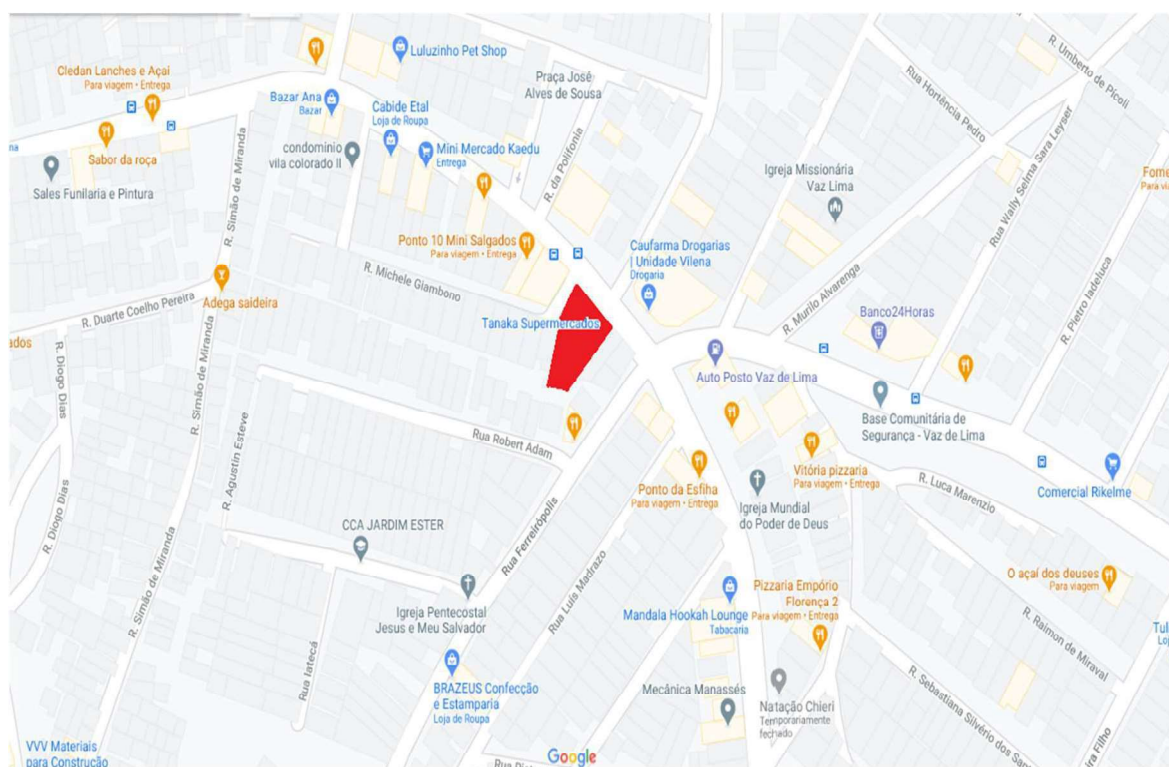 Luluzinho Pet Shop
Cledan Lanches e Açai
Para viagem • Entrega
Bazar Ana
Bazar
Cabide Etal
Loja de Roupa
Praça José
Alves de Sousa
R. Umberto de Picoli
Rua Hortência Pedro
Sabor da roça
Sales Funilaria e Pintura
R. Simão de Miranda
condominio
vila colorado II
Mini Mercado Kaedu
Entrega
R. da Polifonia
Igreja Missionária
Vaz Lima
Rua Wally Selma Sara Leyser
Ponto 10 Mini Salgados
Para viagem • Entrega
Caufarma Drogarias
| Unidade Vilena
Drogaria
R. Michele Giambono
Adega saideira
R. Duarte Coelho Pereira
Tanaka Supermercados
R. Murilo Alvarenga
Banco24Horas
R. Pietro Iadeluca
ados
R. Diogo Dias
R. Simão de Miranda
Auto Posto Vaz de Lima
Base Comunitária de
Segurança - Vaz de Lima
R. Agustin Esteve
Rua Robert Adam
Ponto da Esfiha
Para viagem • Entrega
Vitória pizzaria
Para viagem • Entrega
Igreja Mundial
do Poder de Deus
R. Luca Marenzio
Comercial Rikelme
R. Diogo Dias
CCA JARDIM ESTER
Rua Ferreirópolis
Rua Luís Madrazo
R. Simão de Miranda
Igreja Pentecostal
Jesus e Meu Salvador
Mandala Hookah Lounge
Tabacaria
Pizzaria Empório
Florença 2
Para viagem • Entrega
O açaí dos deuses
Para viagem
R. Raimon de Miraval
Rua Iatecá
BRAZEUS Confecção
e Estamparia
Loja de Roupa
Mecânica Manassés
Natação Chieri
Temporariamente
fechado
R. Sebastiana Silvério dos
VVV Materiais
para Construção
Google